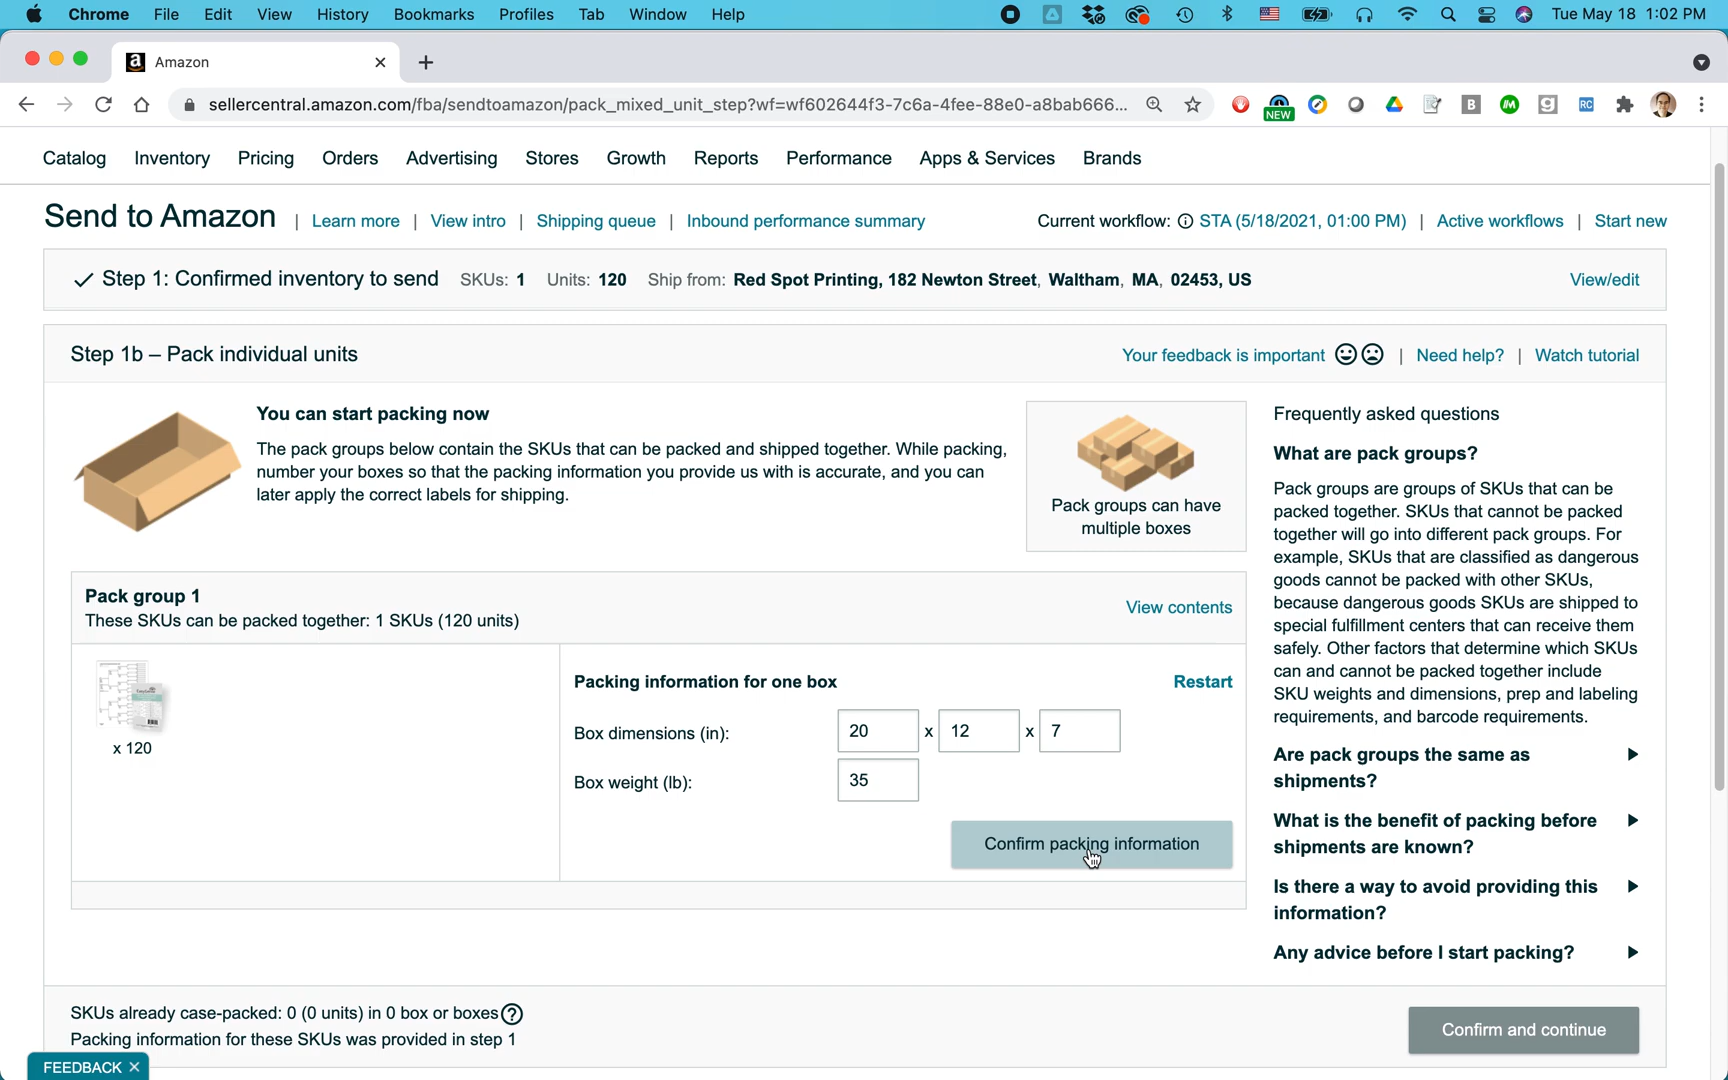 Chrome File Edit View History Bookmarks Profiles Tab Window Help Tue May 18 1:02 PM
Amazon
sellercentral.amazon.com/fba/sendtoamazon/pack_mixed_unit_step?wf=wf602644f3-7c6a-4fee-88e0-a8bab666...
NEW
Catalog Inventory Pricing Orders Advertising Stores Growth Reports Performance Apps & Services Brands
Send to Amazon | Learn more | View intro | Shipping queue | Inbound performance summary Current workflow: STA (5/18/2021, 01:00 PM) | Active workflows | Start new
Step 1: Confirmed inventory to send SKUs: 1 Units: 120 Ship from: Red Spot Printing, 182 Newton Street, Waltham, MA, 02453, US View/edit
Step 1b – Pack individual units Your feedback is important | Need help? | Watch tutorial
You can start packing now
The pack groups below contain the SKUs that can be packed and shipped together. While packing,
number your boxes so that the packing information you provide us with is accurate, and you can
later apply the correct labels for shipping.
Pack groups can have
multiple boxes
Pack group 1
These SKUs can be packed together: 1 SKUs (120 units)
View contents
x 120
Packing information for one box Restart
Box dimensions (in): 20 x 12 x 7
Box weight (lb): 35
Confirm packing information
Frequently asked questions
What are pack groups?
Pack groups are groups of SKUs that can be
packed together. SKUs that cannot be packed
together will go into different pack groups. For
example, SKUs that are classified as dangerous
goods cannot be packed with other SKUs,
because dangerous goods SKUs are shipped to
special fulfillment centers that can receive them
safely. Other factors that determine which SKUs
can and cannot be packed together include
SKU weights and dimensions, prep and labeling
requirements, and barcode requirements.
Are pack groups the same as
shipments?
What is the benefit of packing before
shipments are known?
Is there a way to avoid providing this
information?
Any advice before I start packing?
SKUs already case-packed: 0 (0 units) in 0 box or boxes
Packing information for these SKUs was provided in step 1
Confirm and continue
FEEDBACK